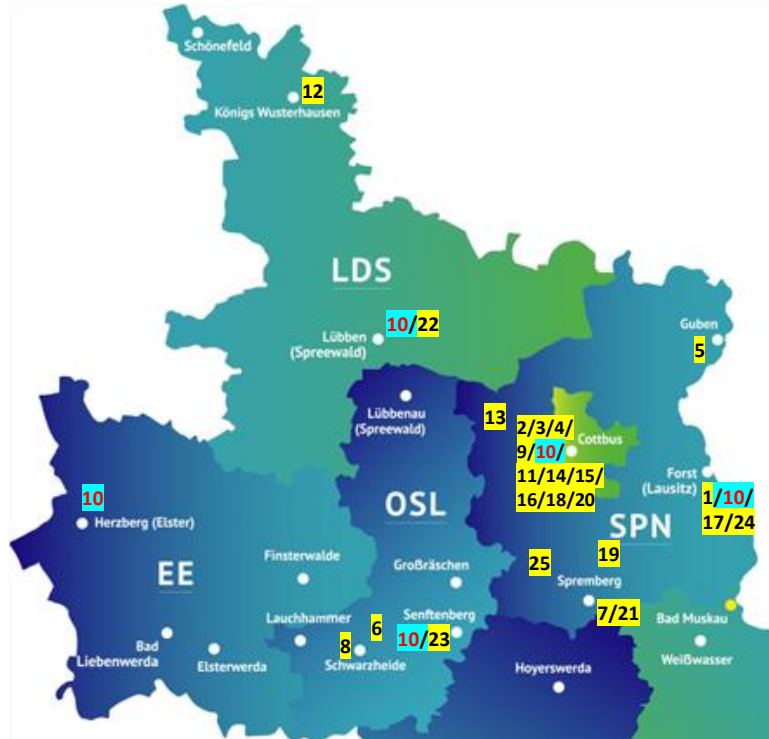 Schönefeld
12
Königs Wusterhausen
LDS
10/22
Lübben
(Spreewald)
Guben
5
Lübbenau
(Spreewald)
13
2/3/4/
Cottbus
9/10/
11/14/15/
16/18/20
Forst
(Lausitz)
1/10/
17/24
10
Herzberg (Elster)
OSL
SPN
EE
Finsterwalde
Großräschen
25
19
Spremberg
7/21
Lauchhammer
6
Senftenberg
10/23
8
Schwarzheide
Bad
Liebenwerda
Elsterwerda
Bad Muskau
Weißwasser
Hoyerswerda